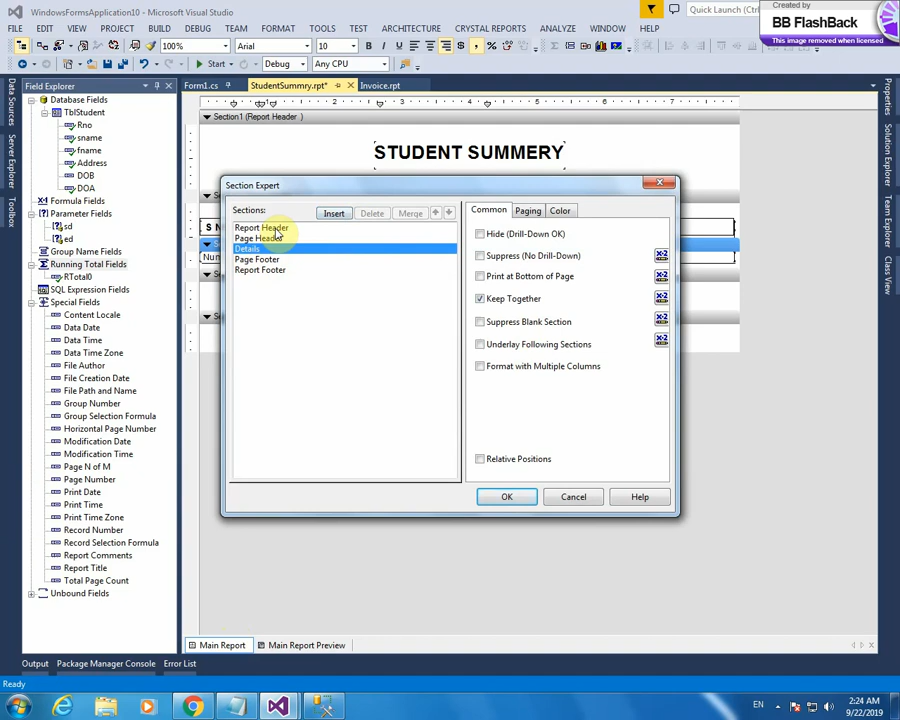 WindowsFormsApplication10 - Microsoft Visual Studio
Quick Launch (
Created by
BB FlashBack
This image removed when licensed
FILE EDIT VIEW PROJECT BUILD DEBUG TEAM FORMAT TOOLS TEST ARCHITECTURE CRYSTAL REPORTS ANALYZE WINDOW HELP
100% Arial 10 B I U A
Start Debug Any CPU
Data Sources
Server Explorer
Toolbox
Field Explorer
Database Fields
TblStudent
Rno
sname
fname
Address
DOB
DOA
Formula Fields
Parameter Fields
sd
ed
Group Name Fields
Running Total Fields
RTotal0
SQL Expression Fields
Special Fields
Content Locale
Data Date
Data Time
Data Time Zone
File Author
File Creation Date
File Path and Name
Group Number
Group Selection Formula
Horizontal Page Number
Modification Date
Modification Time
Page N of M
Page Number
Print Date
Print Time
Print Time Zone
Record Number
Record Selection Formula
Report Comments
Report Title
Total Page Count
Unbound Fields
Form1.cs StudentSummry.rpt* Invoice.rpt
Section1 (Report Header )
STUDENT SUMMERY
S N
Num
Section Expert
Sections:
Insert Delete Merge
Report Header
Page Header
Details
Page Footer
Report Footer
Common Paging Color
Hide (Drill-Down OK)
Suppress (No Drill-Down)
Print at Bottom of Page
Keep Together
Suppress Blank Section
Underlay Following Sections
Format with Multiple Columns
Relative Positions
OK Cancel Help
Properties
Solution Explorer
Team Explorer
Class View
Main Report Main Report Preview
Output Package Manager Console Error List
Ready
EN
2:24 AM
9/22/2019